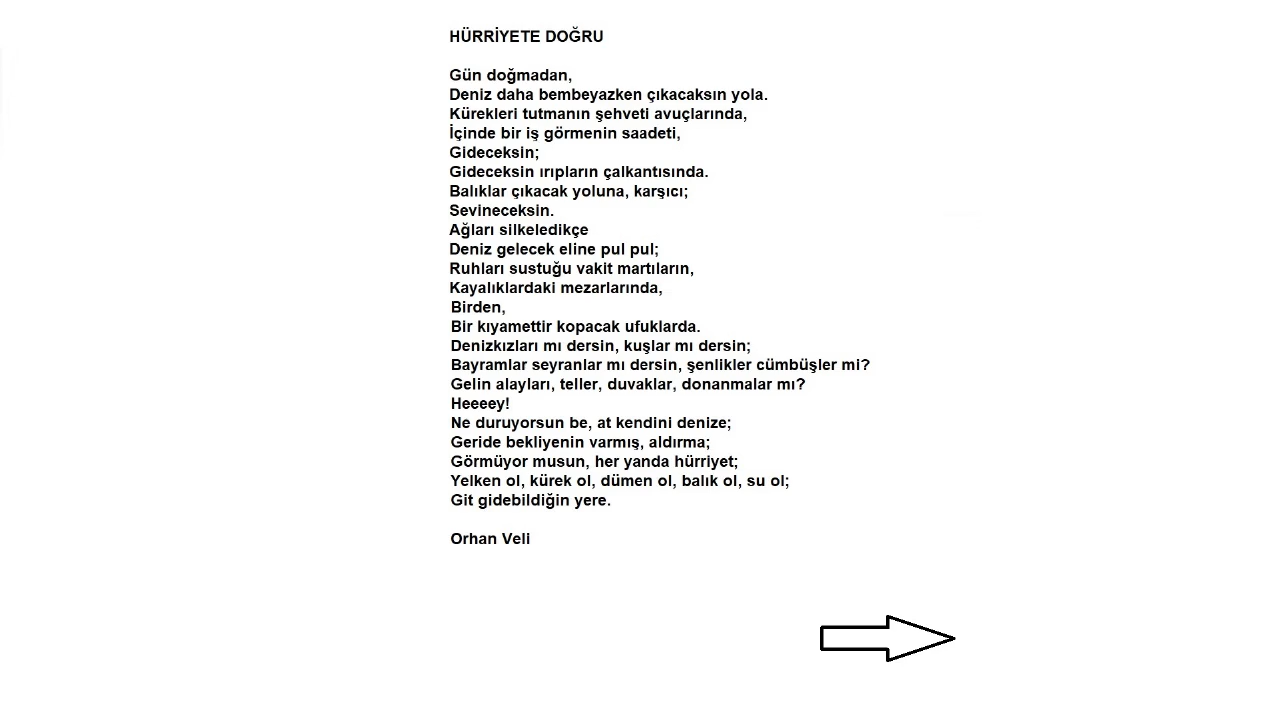 HÜRRİYETE DOĞRU
Gün doğmadan,
Deniz daha bembeyazken çıkacaksın yola.
Kürekleri tutmanın şehveti avuçlarında,
İçinde bir iş görmenin saadeti,
Gideceksin;
Gideceksin ırıpların çalkantısında.
Balıklar çıkacak yoluna, karşıcı;
Sevineceksin.
Ağları silkeledikçe
Deniz gelecek eline pul pul;
Ruhları sustuğu vakit martıların,
Kayalıklardaki mezarlarında,
Birden,
Bir kıyamettir kopacak ufuklarda.
Denizkızları mı dersin, kuşlar mı dersin;
Bayramlar seyranlar mı dersin, şenlikler cümbüşler mi?
Gelin alayları, teller, duvaklar, donanmalar mı?
Heeeey!
Ne duruyorsun be, at kendini denize;
Geride bekliyenin varmış, aldırma;
Görmüyor musun, her yanda hürriyet;
Yelken ol, kürek ol, dümen ol, balık ol, su ol;
Git gidebildiğin yere.
Orhan Veli